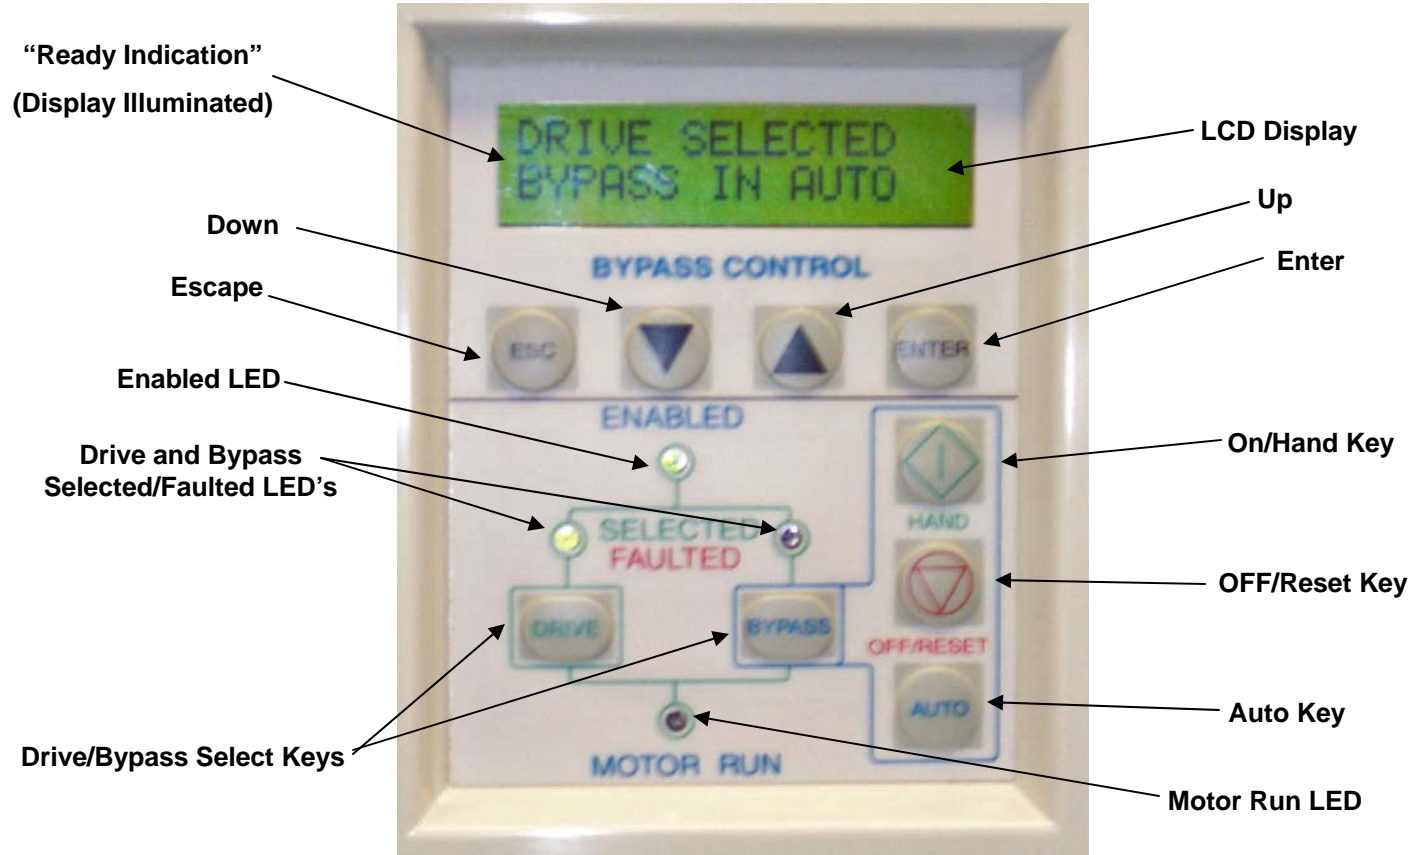 “Ready Indication”
(Display Illuminated)
DRIVE SELECTED
BYPASS IN AUTO
LCD Display
Down
Up
BYPASS CONTROL
Escape
Enter
ESC
ENTER
Enabled LED
ENABLED
Drive and Bypass
Selected/Faulted LED’s
On/Hand Key
HAND
SELECTED
FAULTED
OFF/Reset Key
DRIVE
BYPASS
OFF/RESET
AUTO
Auto Key
Drive/Bypass Select Keys
MOTOR RUN
Motor Run LED